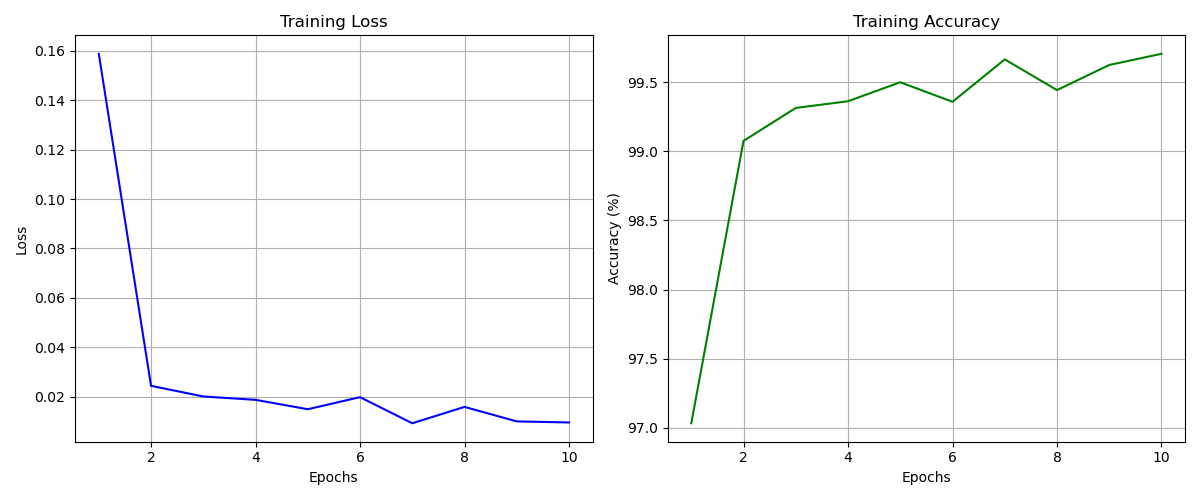 Training Loss
0.16
0.14
0.12
0.10
0.08
0.06
0.04
0.02
Loss
2 4 6 8 10
Epochs
Training Accuracy
99.5
99.0
98.5
98.0
97.5
97.0
Accuracy (%)
2 4 6 8 10
Epochs